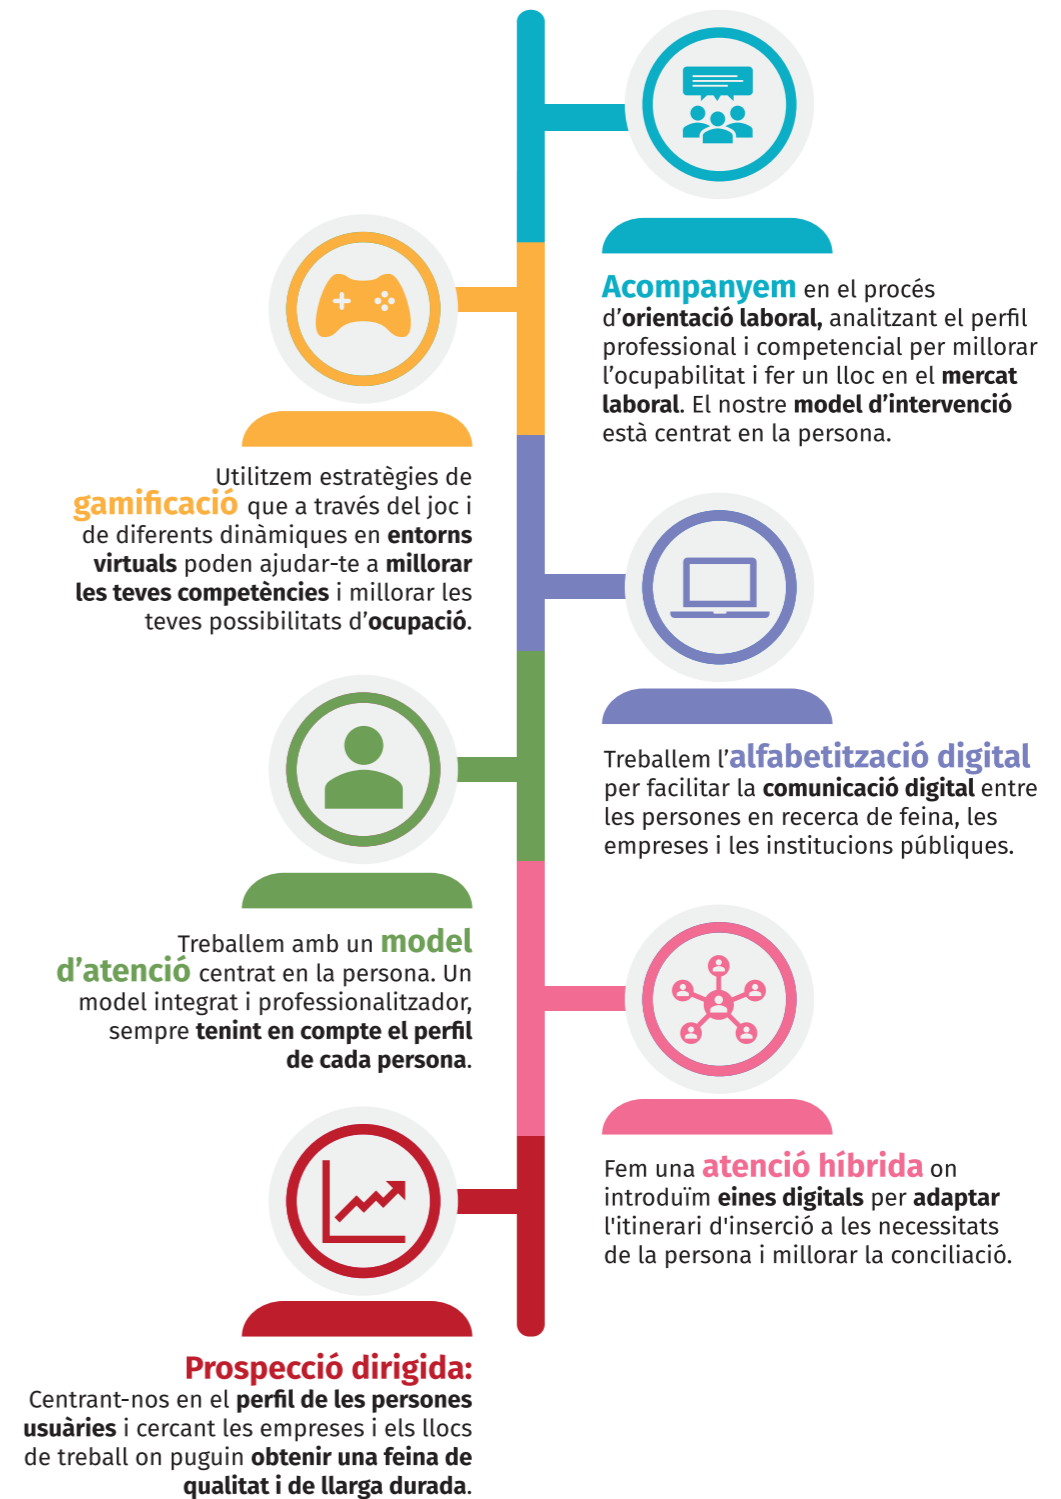 Acompanyem en el procés
d’orientació laboral, analitzant el perfil
professional i competencial per millorar
l’ocupabilitat i fer un lloc en el mercat
laboral. El nostre model d’intervenció
està centrat en la persona.
Utilitzem estratègies de
gamificació que a través del joc i
de diferents dinàmiques en entorns
virtuals poden ajudar-te a millorar
les teves competències i millorar les
teves possibilitats d’ocupació.
Treballem l’alfabetització digital
per facilitar la comunicació digital entre
les persones en recerca de feina, les
empreses i les institucions públiques.
Treballem amb un model
d’atenció centrat en la persona. Un
model integrat i professionalitzador,
sempre tenint en compte el perfil
de cada persona.
Fem una atenció híbrida on
introduïm eines digitals per adaptar
l'itinerari d'inserció a les necessitats
de la persona i millorar la conciliació.
Prospecció dirigida:
Centrant-nos en el perfil de les persones
usuàries i cercant les empreses i els llocs
de treball on puguin obtenir una feina de
qualitat i de llarga durada.